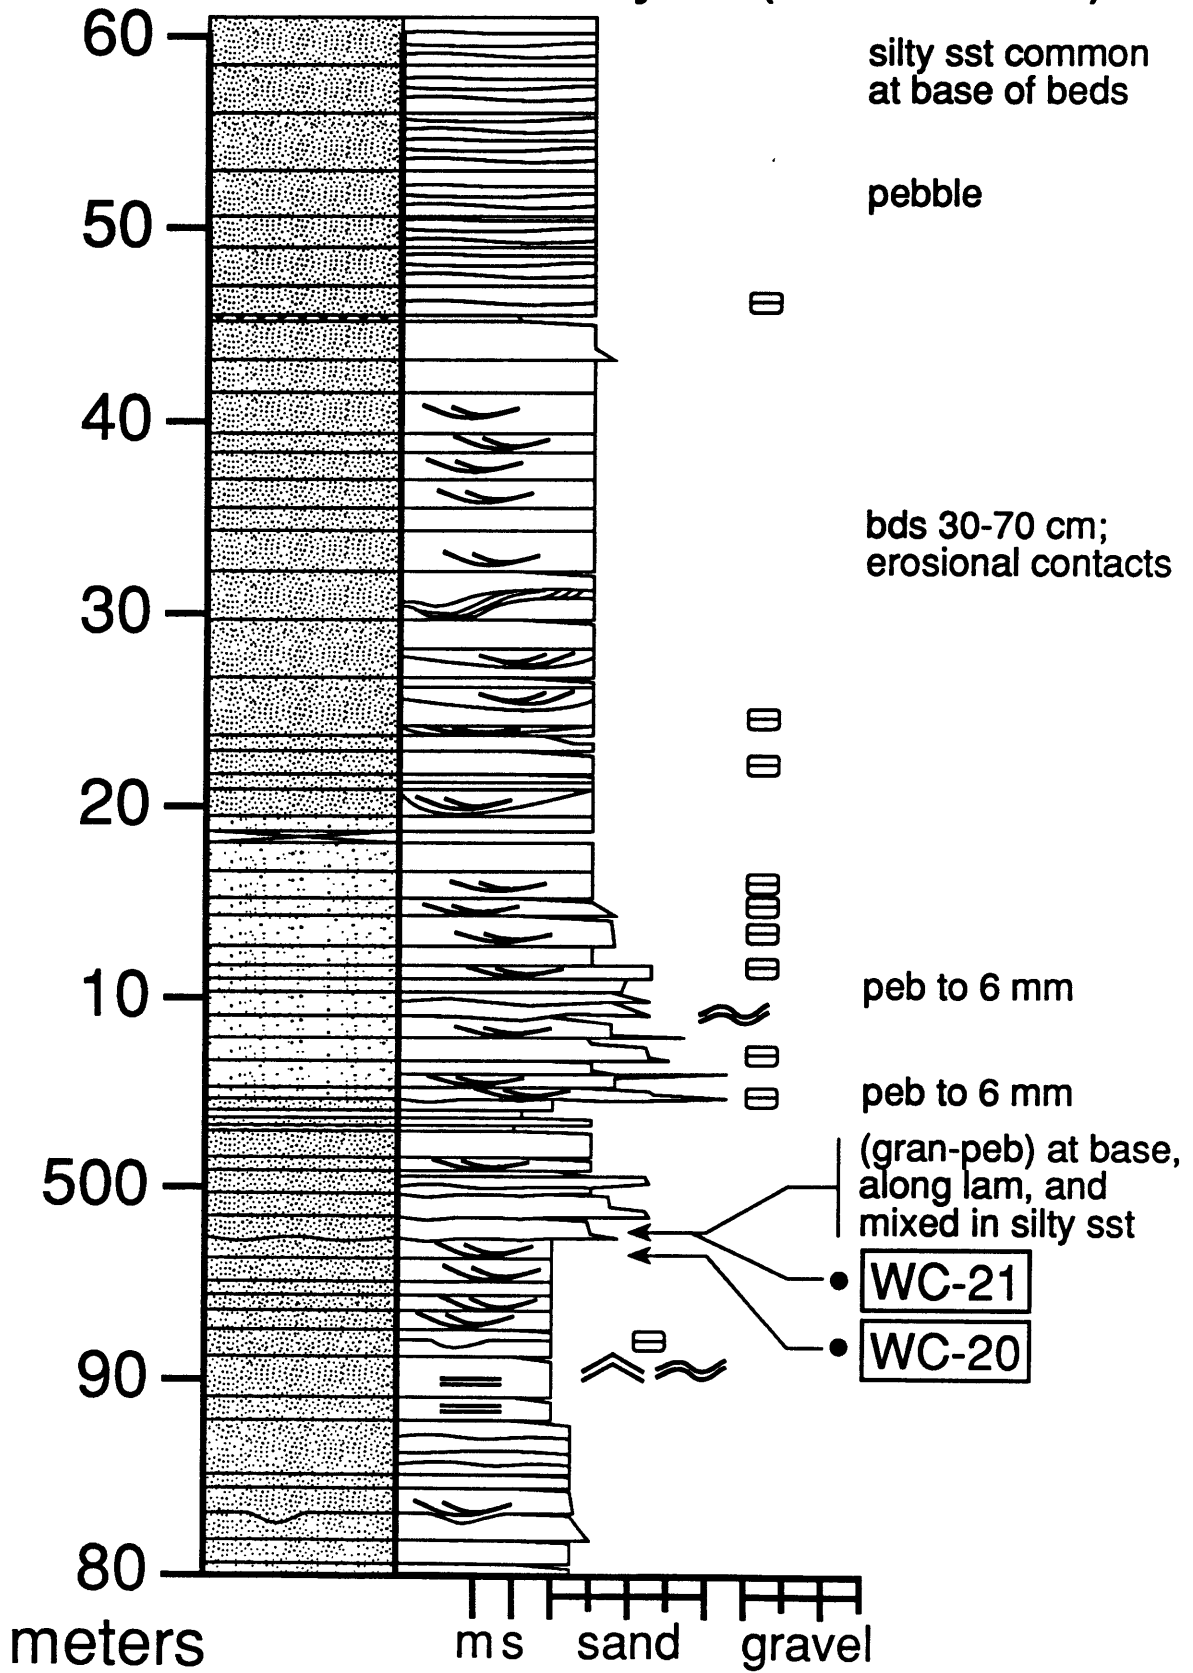 60
silty sst common
at base of beds
pebble
50
40
bds 30-70 cm;
erosional contacts
30
20
10
peb to 6 mm
peb to 6 mm
(gran-peb) at base,
along lam, and
mixed in silty sst
500
WC-21
WC-20
90
80
meters
m s sand gravel